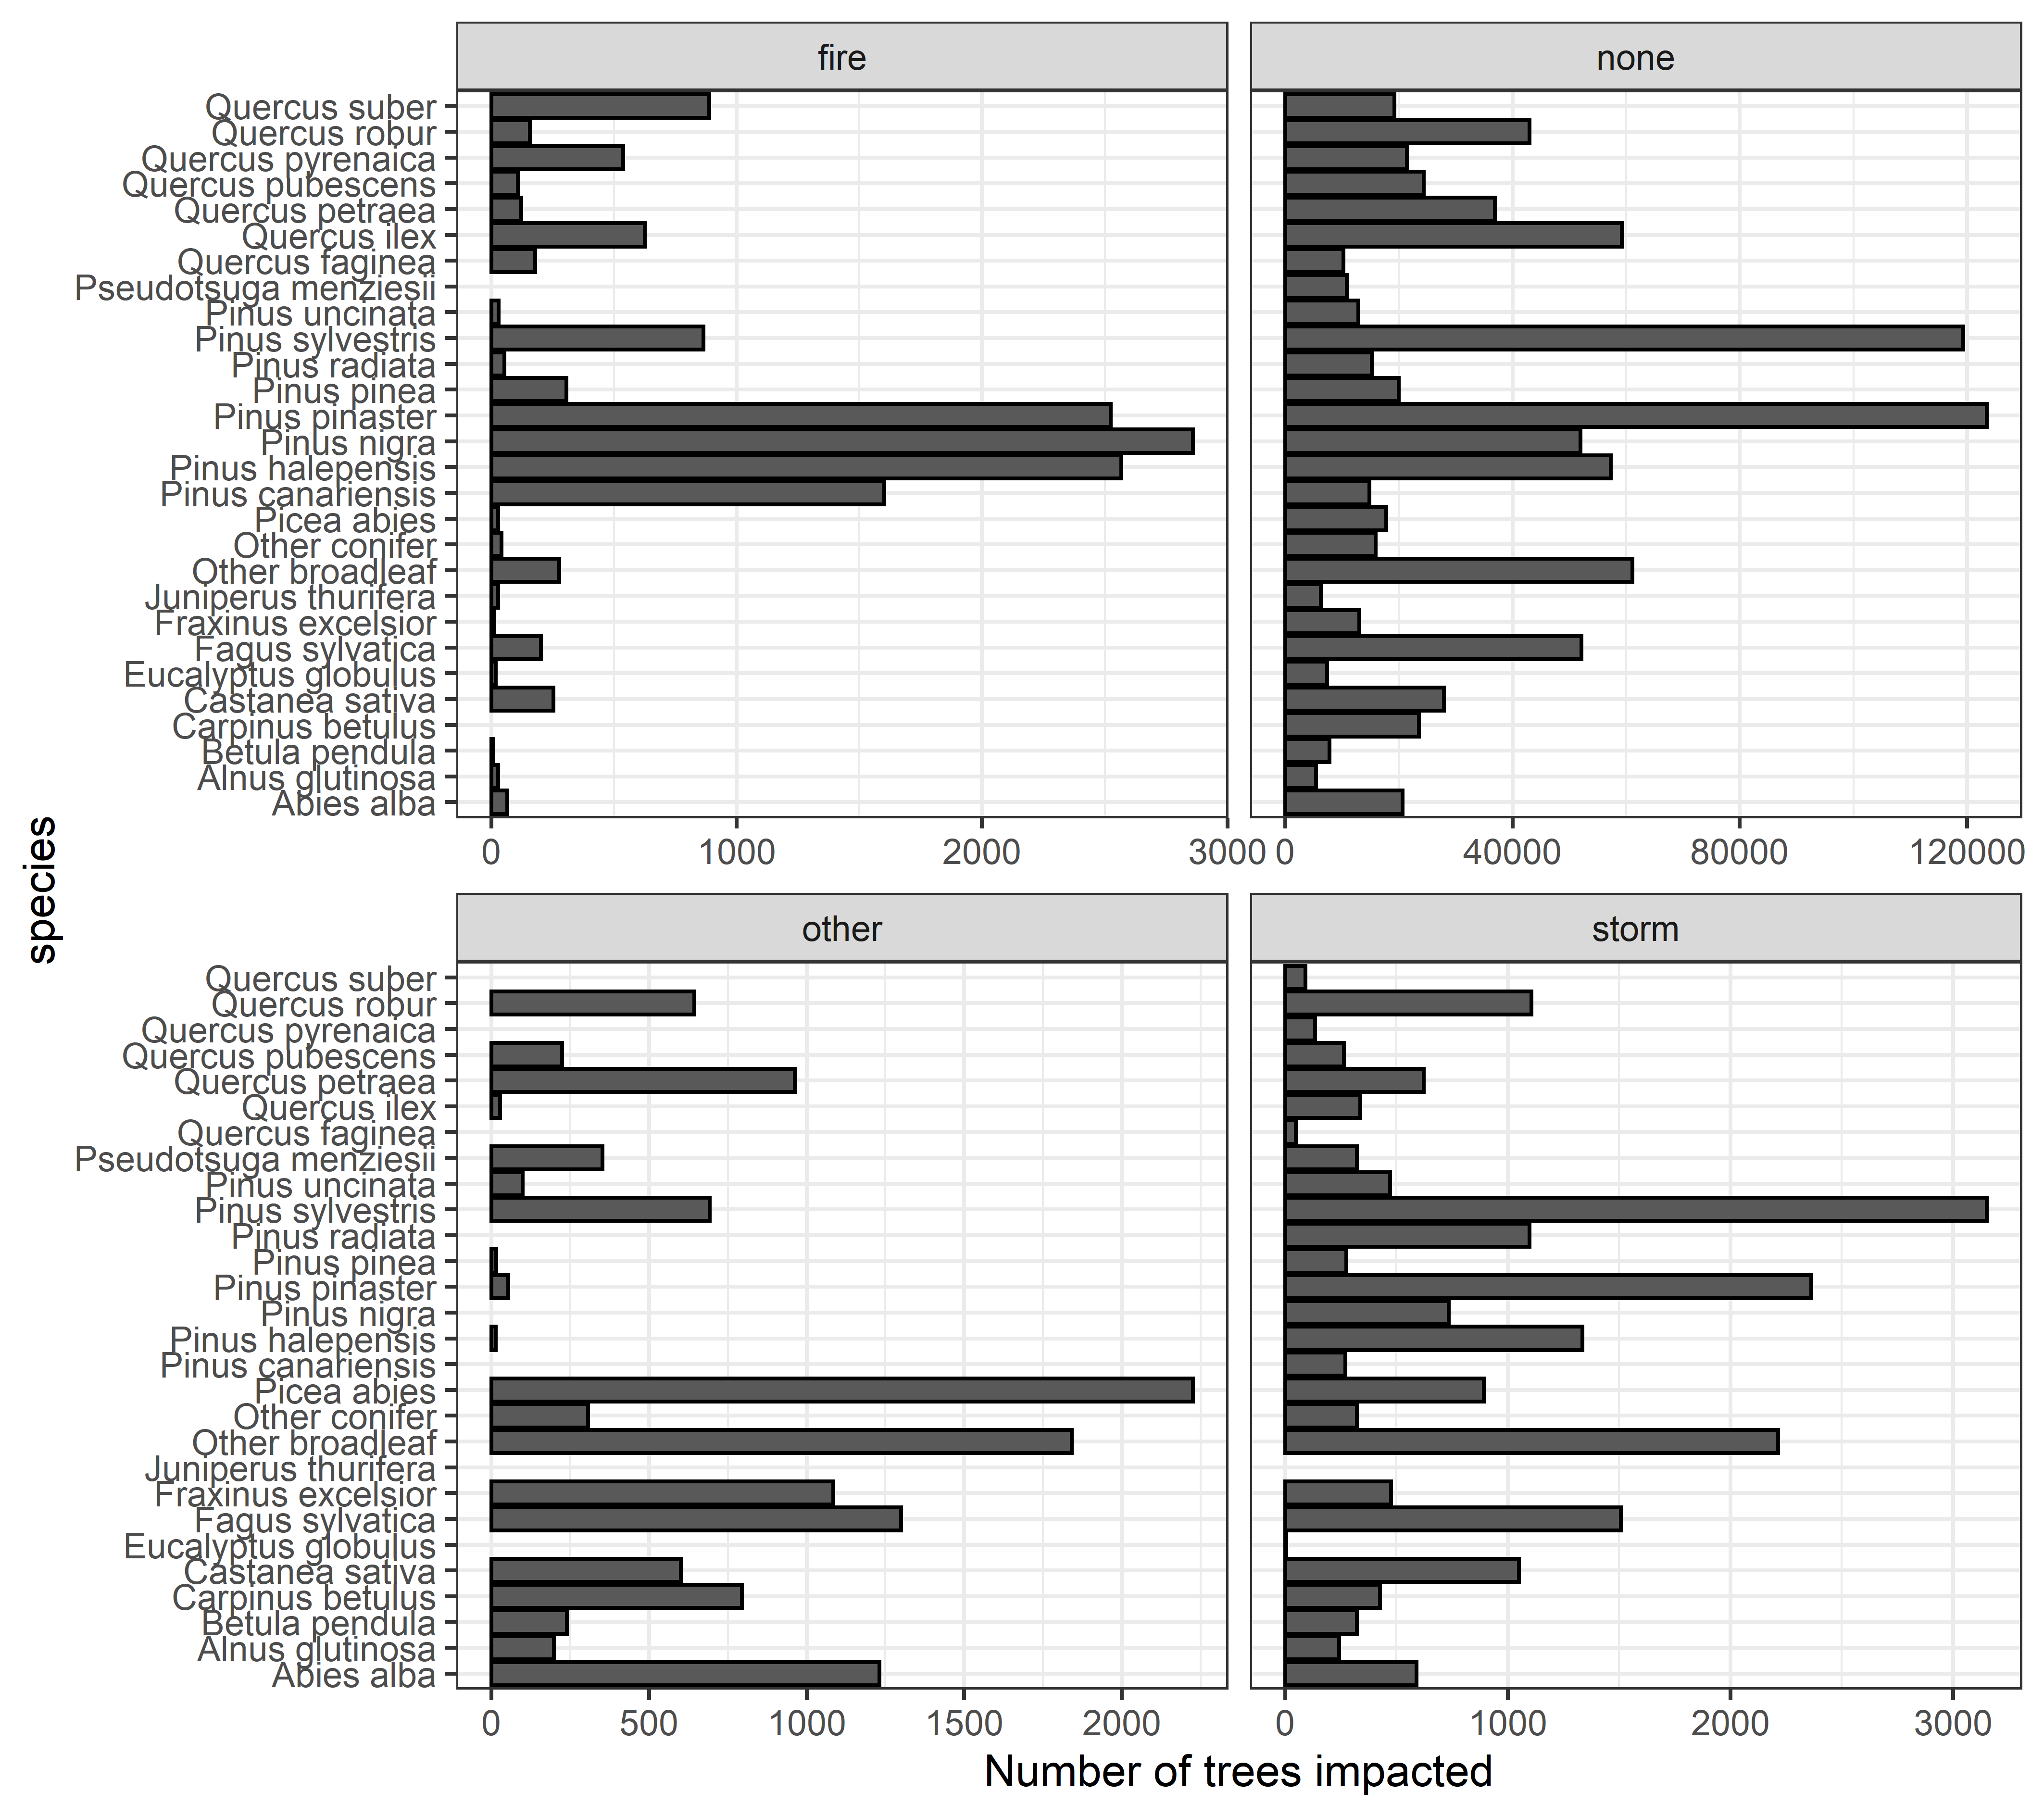 fire
none
Quercus suber
Quercus robur
Quercus pyrenaica
Quercus pubescens
Quercus petraea
Quercus ilex
Quercus faginea
Pseudotsuga menziesii
Pinus uncinata
Pinus sylvestris
Pinus radiata
Pinus pinea
Pinus pinaster
Pinus nigra
Pinus halepensis
Pinus canariensis
Picea abies
Other conifer
Other broadleaf
Juniperus thurifera
Fraxinus excelsior
Fagus sylvatica
Eucalyptus globulus
Castanea sativa
Carpinus betulus
Betula pendula
Alnus glutinosa
Abies alba
0 1000 2000 3000
0 40000 80000 120000
species
other
storm
Quercus suber
Quercus robur
Quercus pyrenaica
Quercus pubescens
Quercus petraea
Quercus ilex
Quercus faginea
Pseudotsuga menziesii
Pinus uncinata
Pinus sylvestris
Pinus radiata
Pinus pinea
Pinus pinaster
Pinus nigra
Pinus halepensis
Pinus canariensis
Picea abies
Other conifer
Other broadleaf
Juniperus thurifera
Fraxinus excelsior
Fagus sylvatica
Eucalyptus globulus
Castanea sativa
Carpinus betulus
Betula pendula
Alnus glutinosa
Abies alba
0 500 1000 1500 2000
0 1000 2000 3000
Number of trees impacted